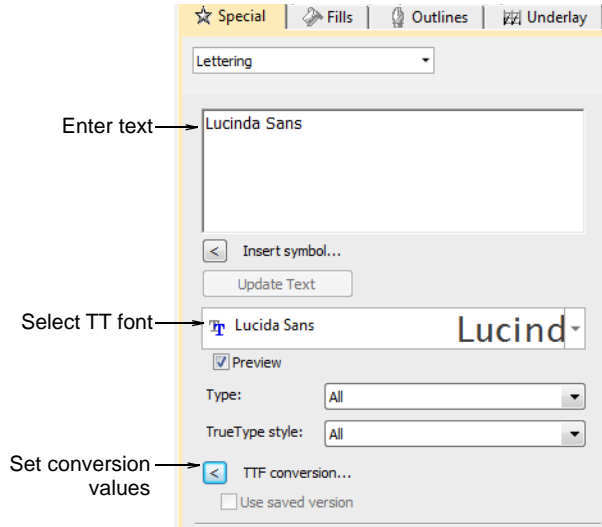 Special Fills Outlines Underlay
Lettering
Enter text
Lucinda Sans
< Insert symbol...
Update Text
Select TT font
Lucida Sans Lucind
Preview
Type: All
TrueType style: All
Set conversion values
< TTF conversion...
Use saved version